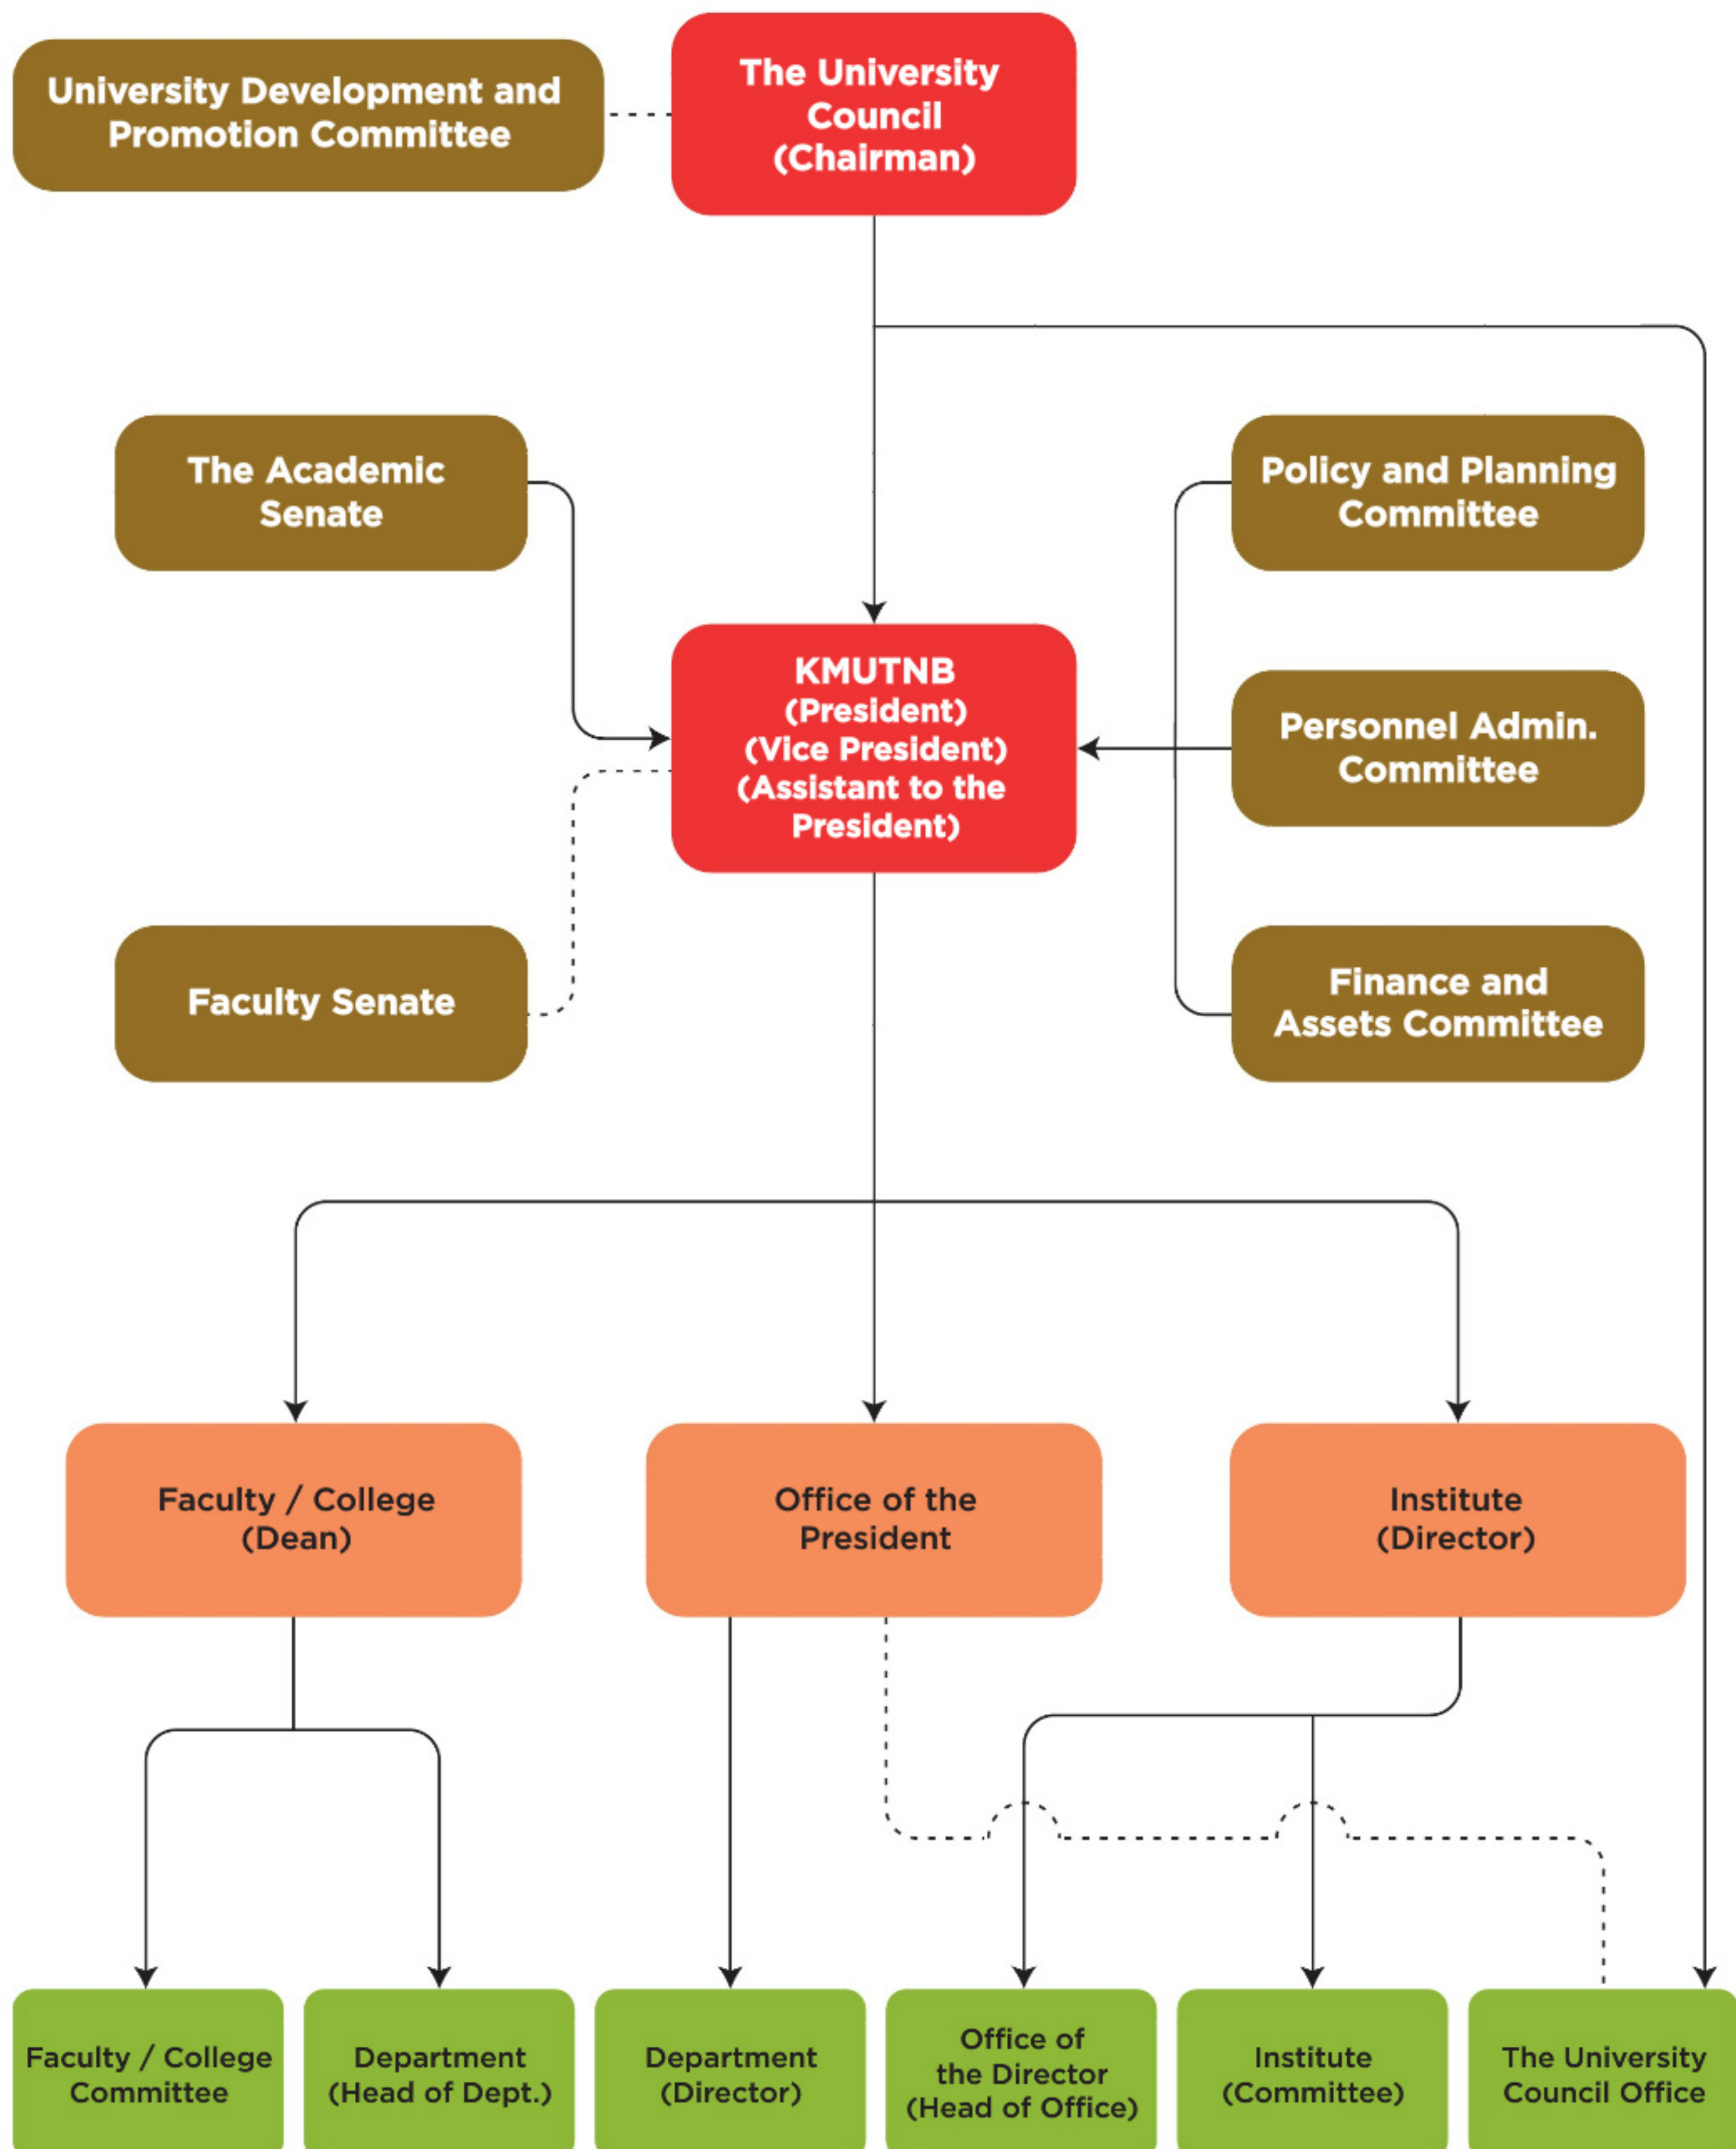 University Development and
Promotion Committee
The University
Council
(Chairman)
The Academic
Senate
Policy and Planning
Committee
KMUTNB
(President)
(Vice President)
(Assistant to the
President)
Personnel Admin.
Committee
Faculty Senate
Finance and
Assets Committee
Faculty / College
(Dean)
Office of the
President
Institute
(Director)
Faculty / College
Committee
Department
(Head of Dept.)
Department
(Director)
Office of
the Director
(Head of Office)
Institute
(Committee)
The University
Council Office